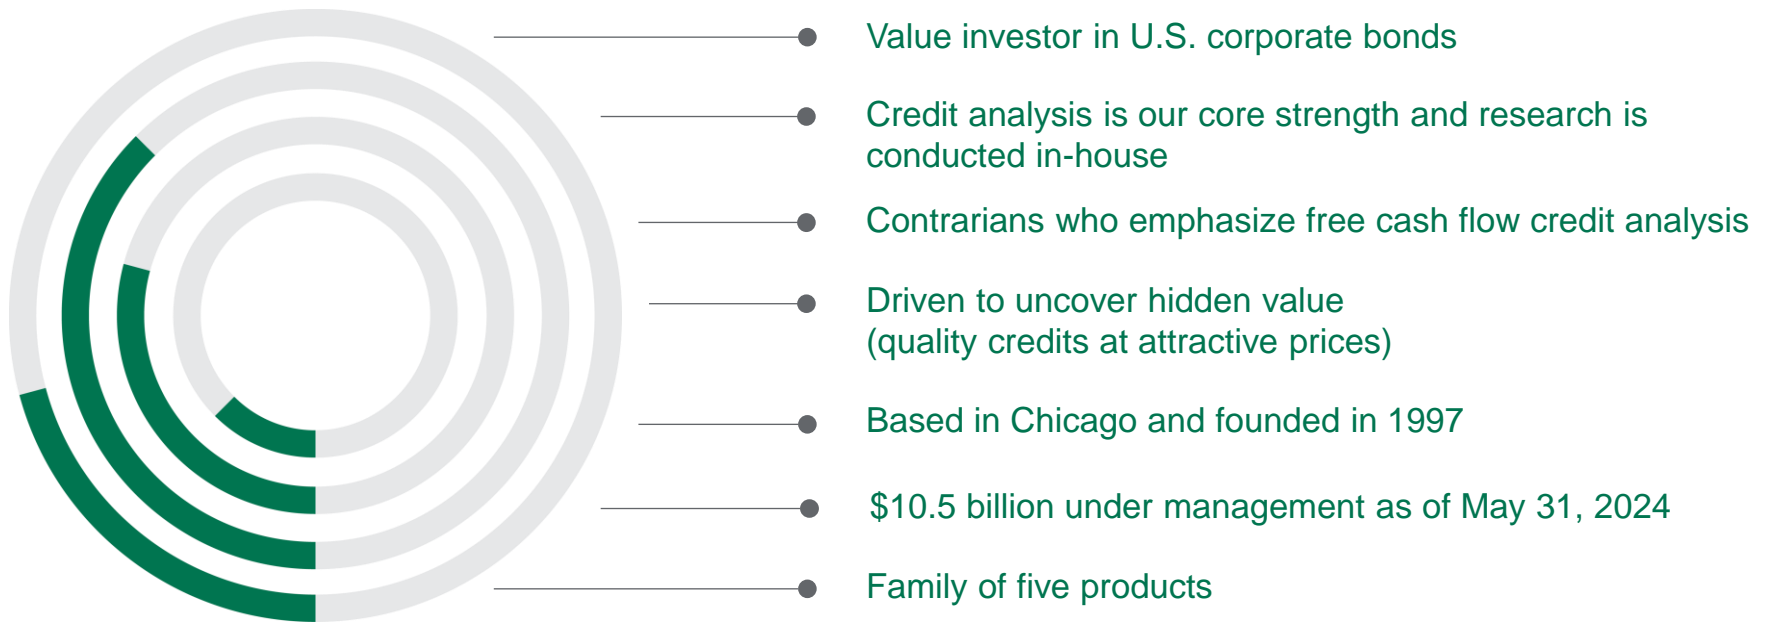 Value investor in U.S. corporate bonds
Credit analysis is our core strength and research is
conducted in-house
Contrarians who emphasize free cash flow credit analysis
Driven to uncover hidden value
(quality credits at attractive prices)
Based in Chicago and founded in 1997
$10.5 billion under management as of May 31, 2024
Family of five products